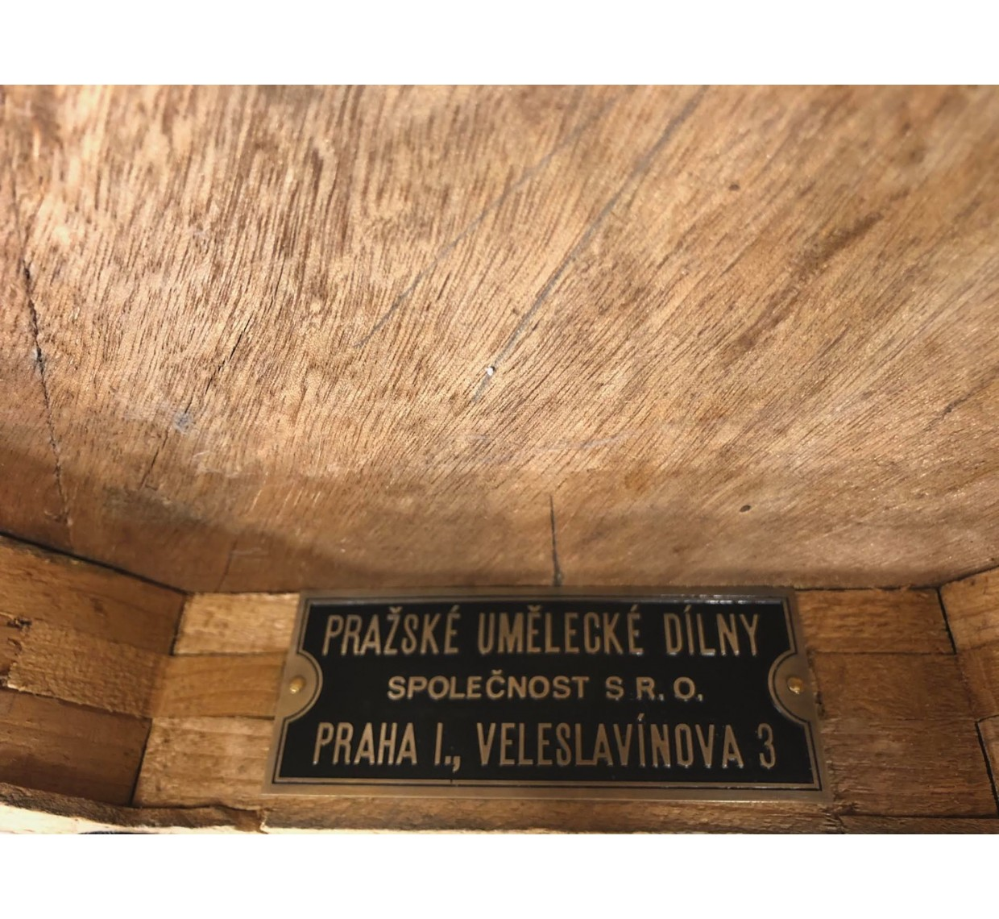 PRAŽSKÉ UMĚLECKÉ DÍLNY
SPOLEČNOST S R. O.
PRAHA I., VELESLAVÍNOVA 3